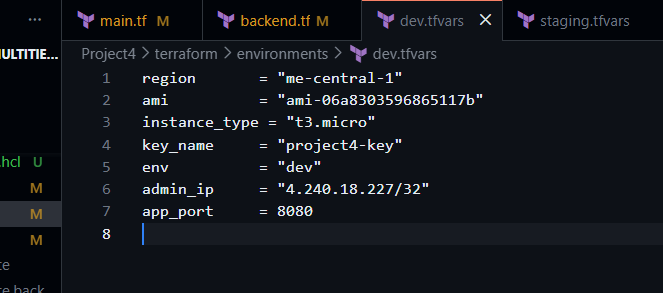 ...
main.tf M
backend.tf M
dev.tfvars
staging.tfvars
ULTITIE...
Project4 > terraform > environments > dev.tfvars
1 region = "me-central-1"
2 ami = "ami-06a8303596865117b"
3 instance_type = "t3.micro"
4 key_name = "project4-key"
5 env = "dev"
6 admin_ip = "4.240.18.227/32"
7 app_port = 8080
8
.hcl U
M
M
M
te
te back